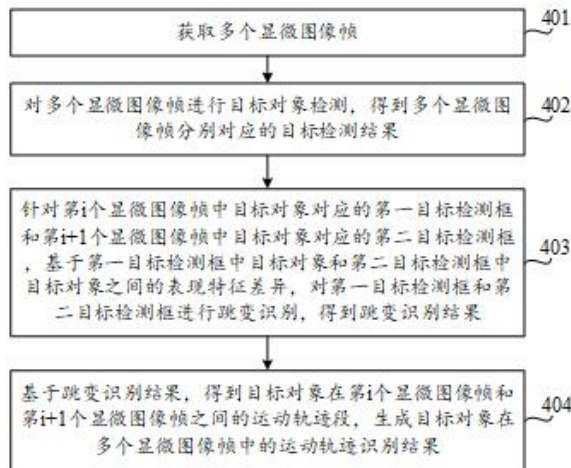 获取多个显微图像帧
401
对多个显微图像帧进行目标对象检测，得到多个显微图
像帧分别对应的目标检测结果
402
针对第i个显微图像帧中目标对象对应的第一目标检测框
和第i+1个显微图像帧中目标对象对应的第二目标检测框
，基于第一目标检测框中目标对象和第二目标检测框中
目标对象之间的表现特征差异，对第一目标检测框和第
二目标检测框进行跳变识别，得到跳变识别结果
403
基于跳变识别结果，得到目标对象在第i个显微图像帧和
第i+1个显微图像帧之间的运动轨迹段，生成目标对象在
多个显微图像帧中的运动轨迹识别结果
404